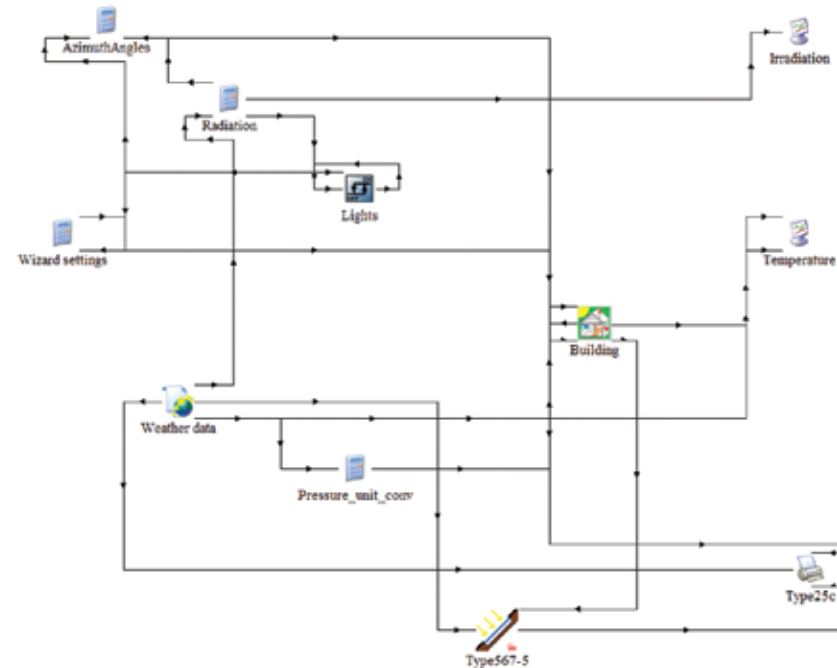 AzimuthAngles
Irradiation
Radiation
Lights
Wizard settings
Temperature
Building
Weather data
Pressure_unit_conv
Type25c
Type567-5